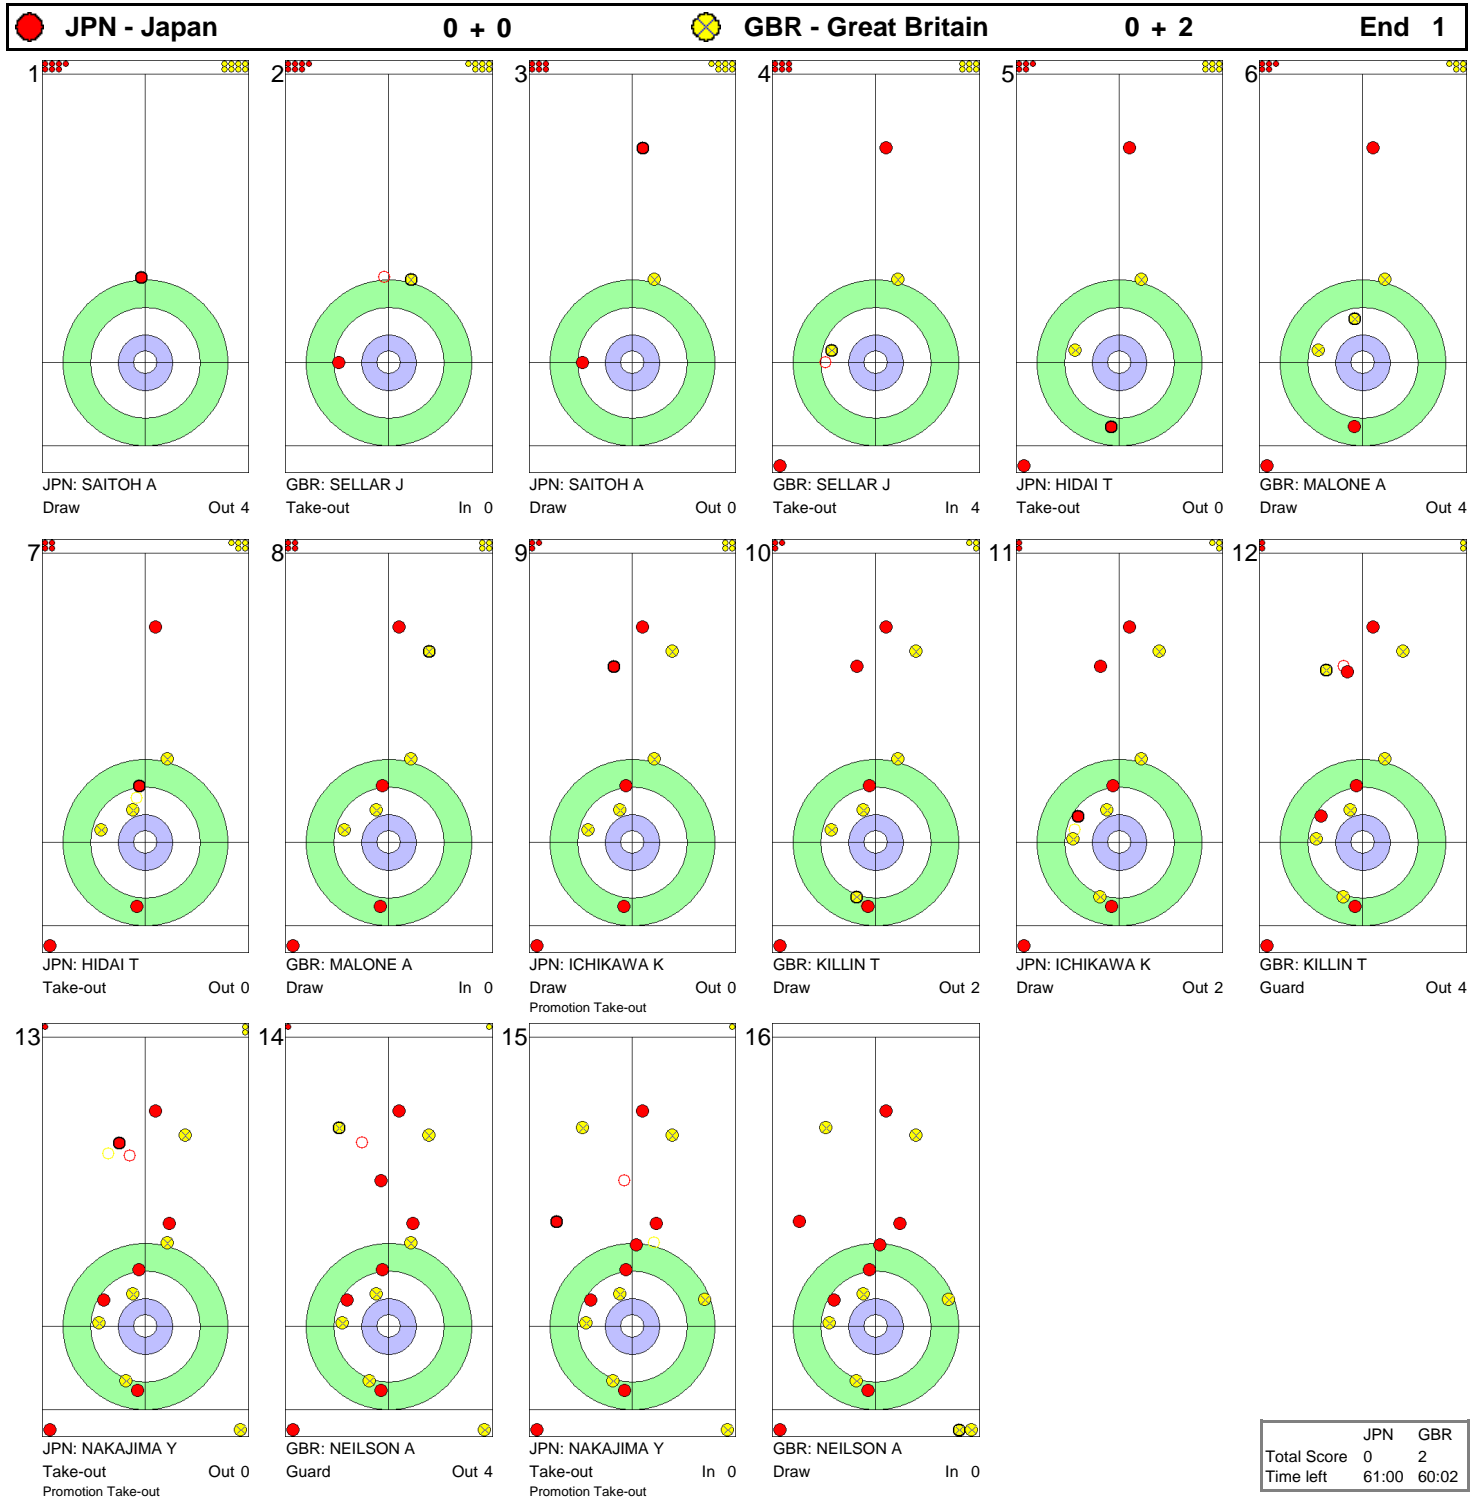 JPN - Japan 0 + 0 GBR - Great Britain 0 + 2 End 1
1 2 3 4 5 6
JPN: SAITOH A GBR: SELLAR J JPN: SAITOH A GBR: SELLAR J JPN: HIDAI T GBR: MALONE A
Draw Out 4 Take-out In 0 Draw Out 0 Take-out In 4 Take-out Out 0 Draw Out 4
7 8 9 10 11 12
JPN: HIDAI T GBR: MALONE A JPN: ICHIKAWA K GBR: KILLIN T JPN: ICHIKAWA K GBR: KILLIN T
Take-out Out 0 Draw In 0 Draw Out 0 Draw Out 2 Draw Out 2 Guard Out 4
Promotion Take-out
13 14 15 16
JPN: NAKAJIMA Y GBR: NEILSON A JPN: NAKAJIMA Y GBR: NEILSON A
Take-out Out 0 Guard Out 4 Take-out In 0 Draw In 0
Promotion Take-out Promotion Take-out
JPN GBR
Total Score 0 2
Time left 61:00 60:02